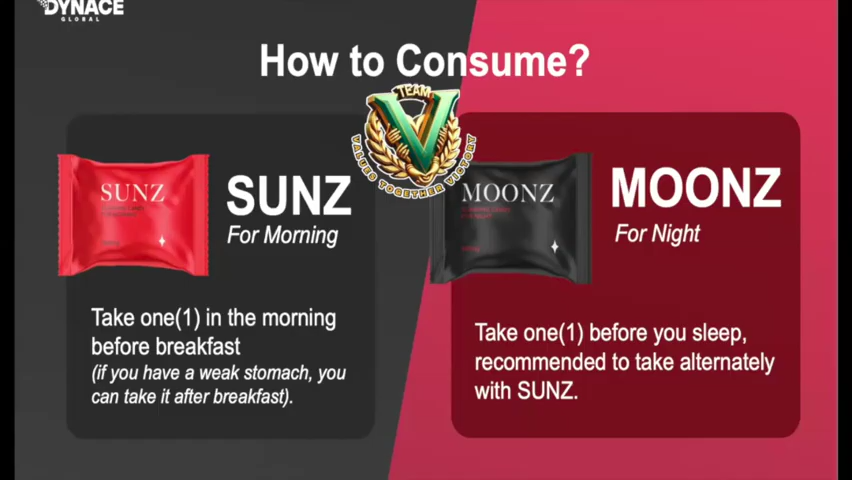 DYNACE
GLOBAL
How to Consume?
TEAM
V
VALUES TOGETHER VICTORY
SUNZ
SUNZ
For Morning
Take one(1) in the morning
before breakfast
(if you have a weak stomach, you
can take it after breakfast).
MOONZ
MOONZ
For Night
Take one(1) before you sleep,
recommended to take alternately
with SUNZ.